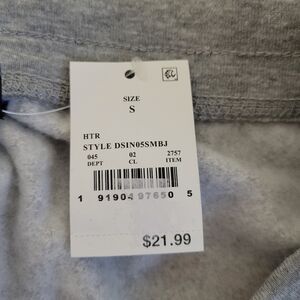 SIZE
S
HTR
STYLE DSIN05SMBJ
045 02 2757
DEPT CL ITEM
1 91904 97650 5
$21.99